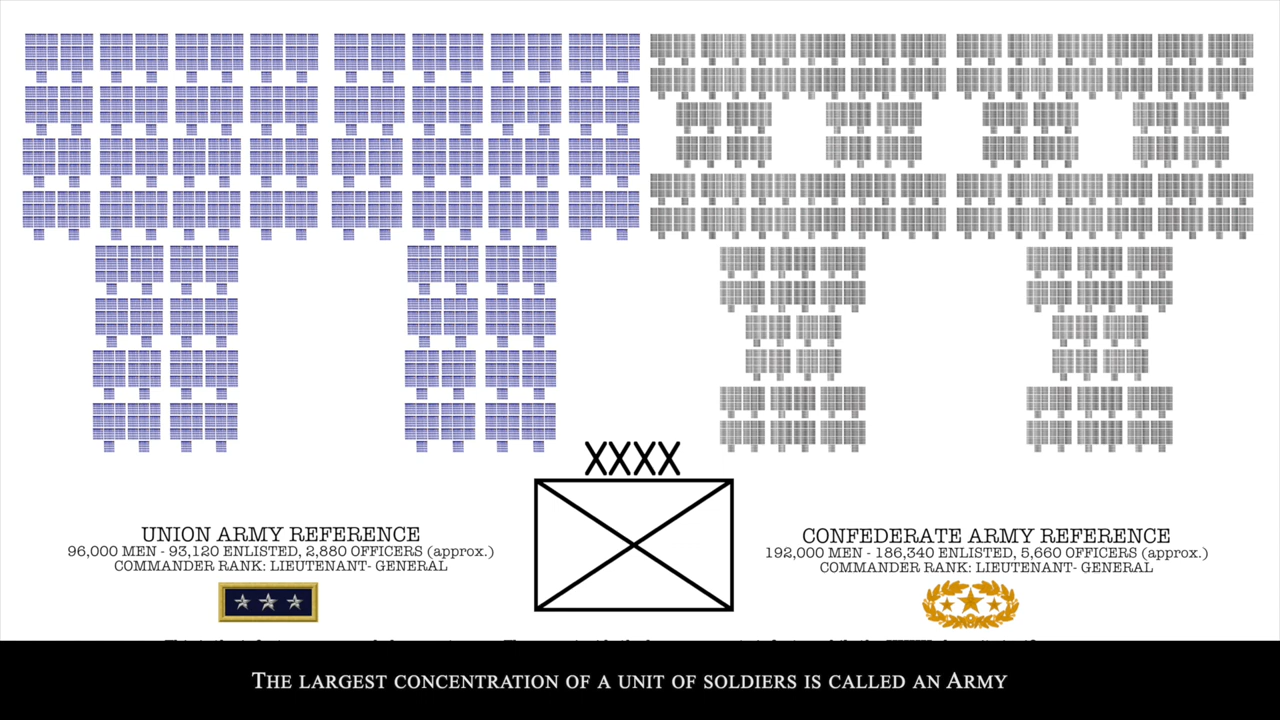 XXXX
UNION ARMY REFERENCE
96,000 MEN - 93,120 ENLISTED, 2,880 OFFICERS (approx.)
COMMANDER RANK: LIEUTENANT- GENERAL
CONFEDERATE ARMY REFERENCE
192,000 MEN - 186,340 ENLISTED, 5,660 OFFICERS (approx.)
COMMANDER RANK: LIEUTENANT- GENERAL
THE LARGEST CONCENTRATION OF A UNIT OF SOLDIERS IS CALLED AN ARMY